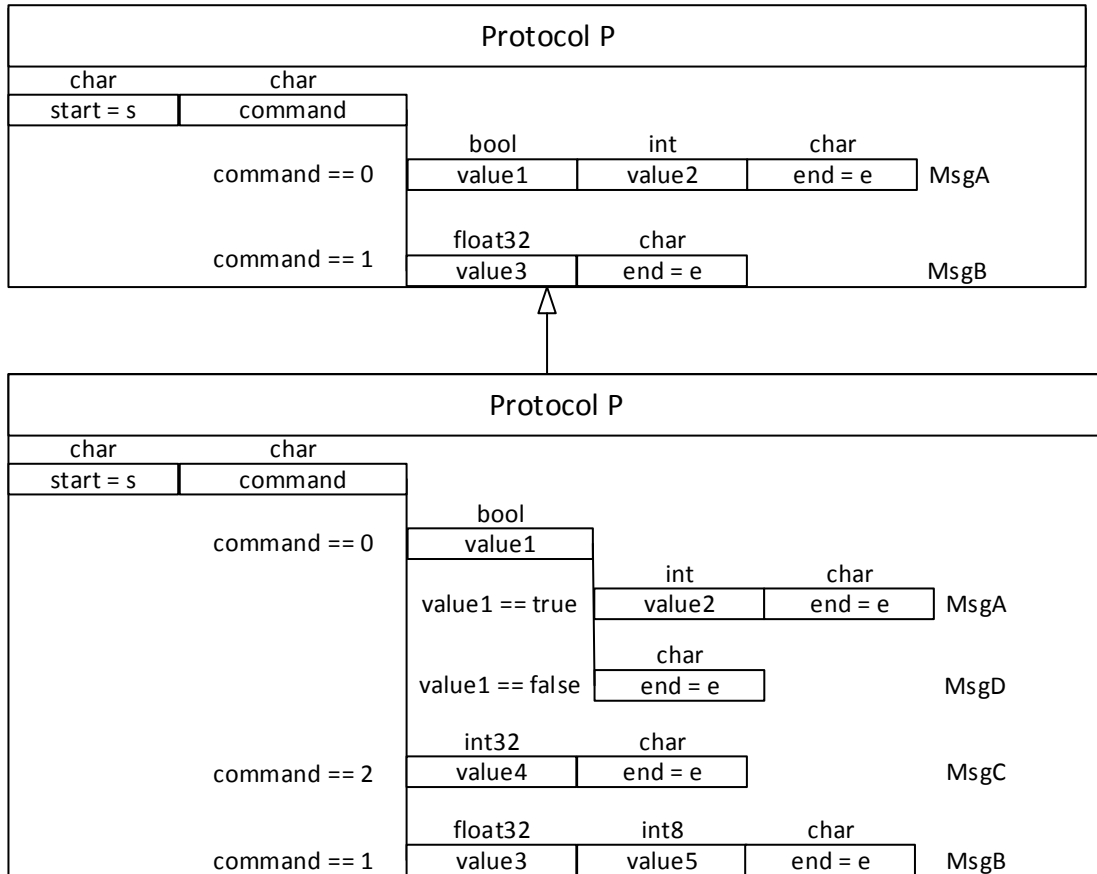 Protocol P
char char
start = s command
bool int char
command == 0 value1 value2 end = e MsgA
float32 char
command == 1 value3 end = e MsgB
Protocol P
char char
start = s command
bool
command == 0 value1
int char
value1 == true value2 end = e MsgA
char
value1 == false end = e MsgD
int32 char
command == 2 value4 end = e MsgC
float32 int8 char
command == 1 value3 value5 end = e MsgB